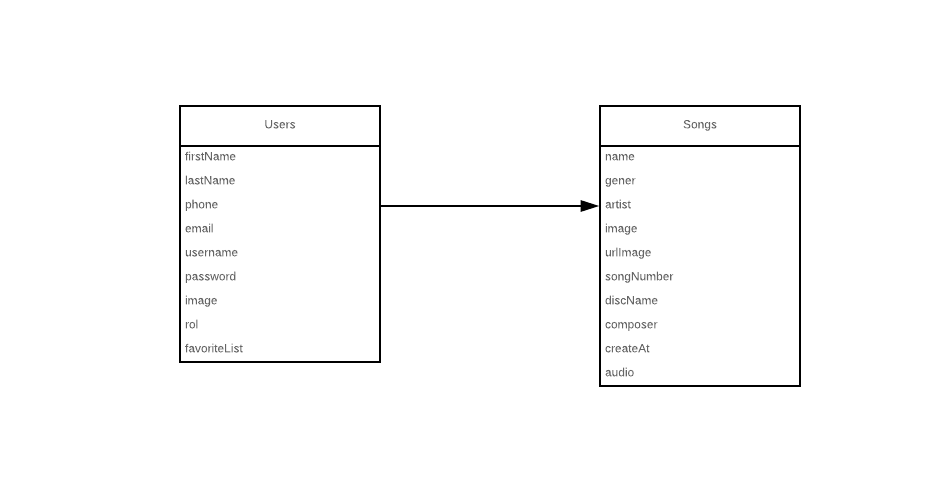 Users
firstName
lastName
phone
email
username
password
image
rol
favoriteList
Songs
name
gener
artist
image
urlImage
songNumber
discName
composer
createAt
audio